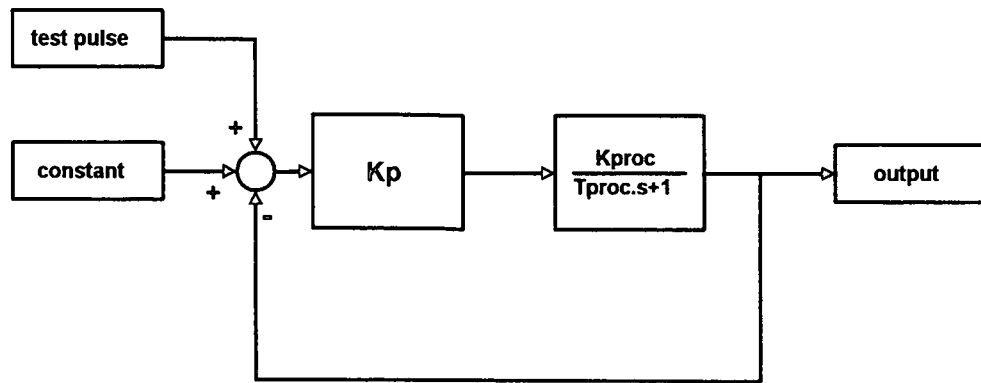 test pulse
+
constant
+
-
Kp
Kproc
Tproc.s+1
output